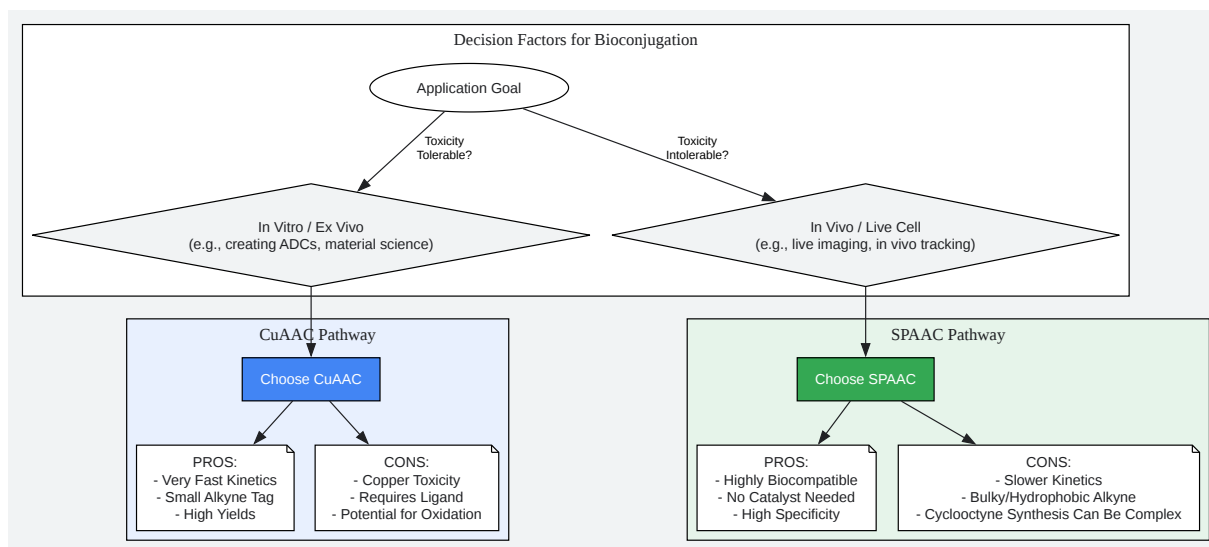 Decision Factors for Bioconjugation
Application Goal
Toxicity
Tolerable?
Toxicity
Intolerable?
In Vitro / Ex Vivo
(e.g., creating ADCs, material science)
In Vivo / Live Cell
(e.g., live imaging, in vivo tracking)
CuAAC Pathway
Choose CuAAC
PROS:
- Very Fast Kinetics
- Small Alkyne Tag
- High Yields
CONS:
- Copper Toxicity
- Requires Ligand
- Potential for Oxidation
SPAAC Pathway
Choose SPAAC
PROS:
- Highly Biocompatible
- No Catalyst Needed
- High Specificity
CONS:
- Slower Kinetics
- Bulky/Hydrophobic Alkyne
- Cyclooctyne Synthesis Can Be Complex